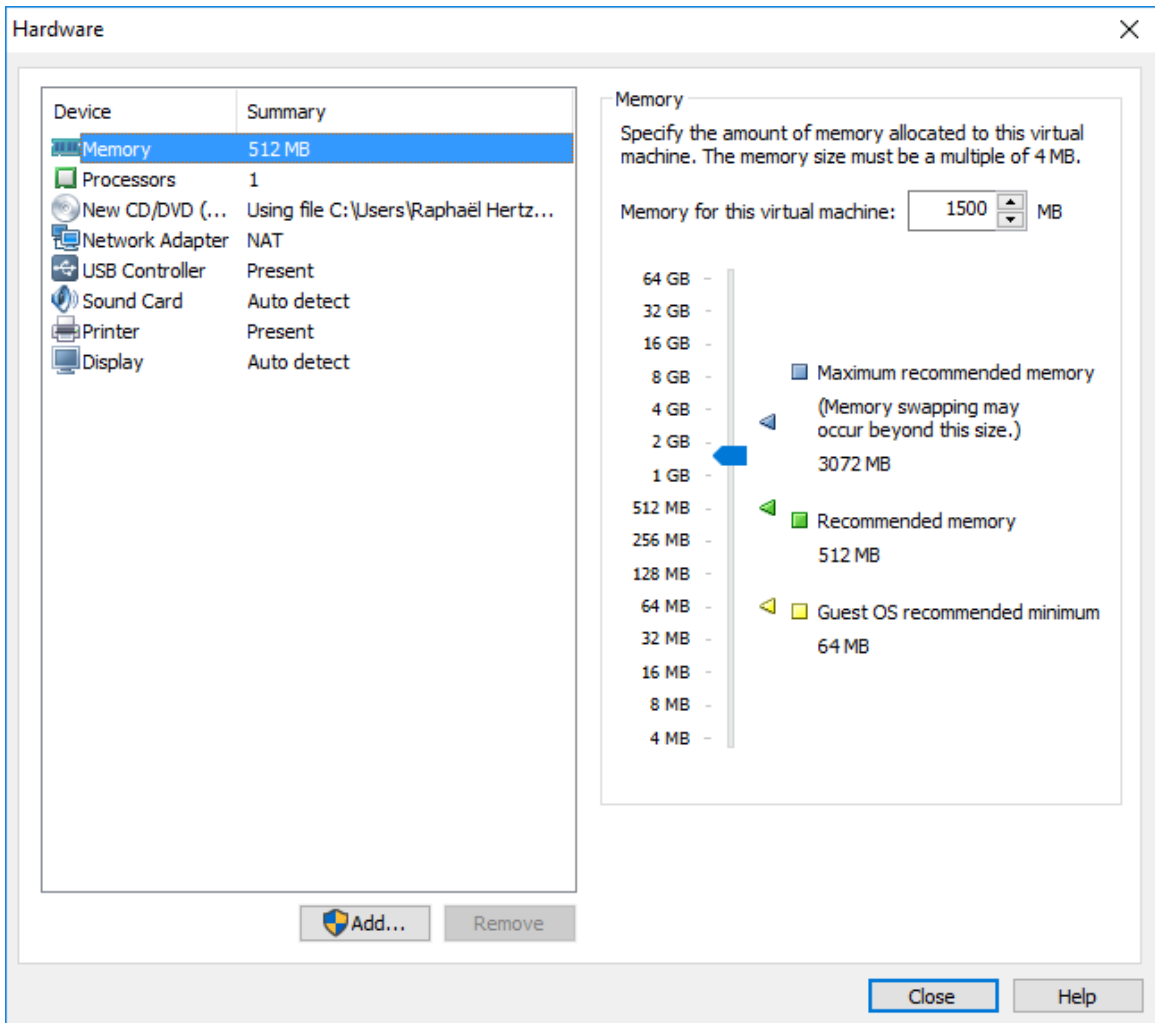 Hardware
Device Summary
Memory 512 MB
Processors 1
New CD/DVD (... Using file C:\Users\Raphaël Hertz...
Network Adapter NAT
USB Controller Present
Sound Card Auto detect
Printer Present
Display Auto detect
Add...
Remove
Memory
Specify the amount of memory allocated to this virtual
machine. The memory size must be a multiple of 4 MB.
Memory for this virtual machine: 1500 MB
64 GB
32 GB
16 GB
8 GB
4 GB
2 GB
1 GB
512 MB
256 MB
128 MB
64 MB
32 MB
16 MB
8 MB
4 MB
Maximum recommended memory
(Memory swapping may
occur beyond this size.)
3072 MB
Recommended memory
512 MB
Guest OS recommended minimum
64 MB
Close
Help